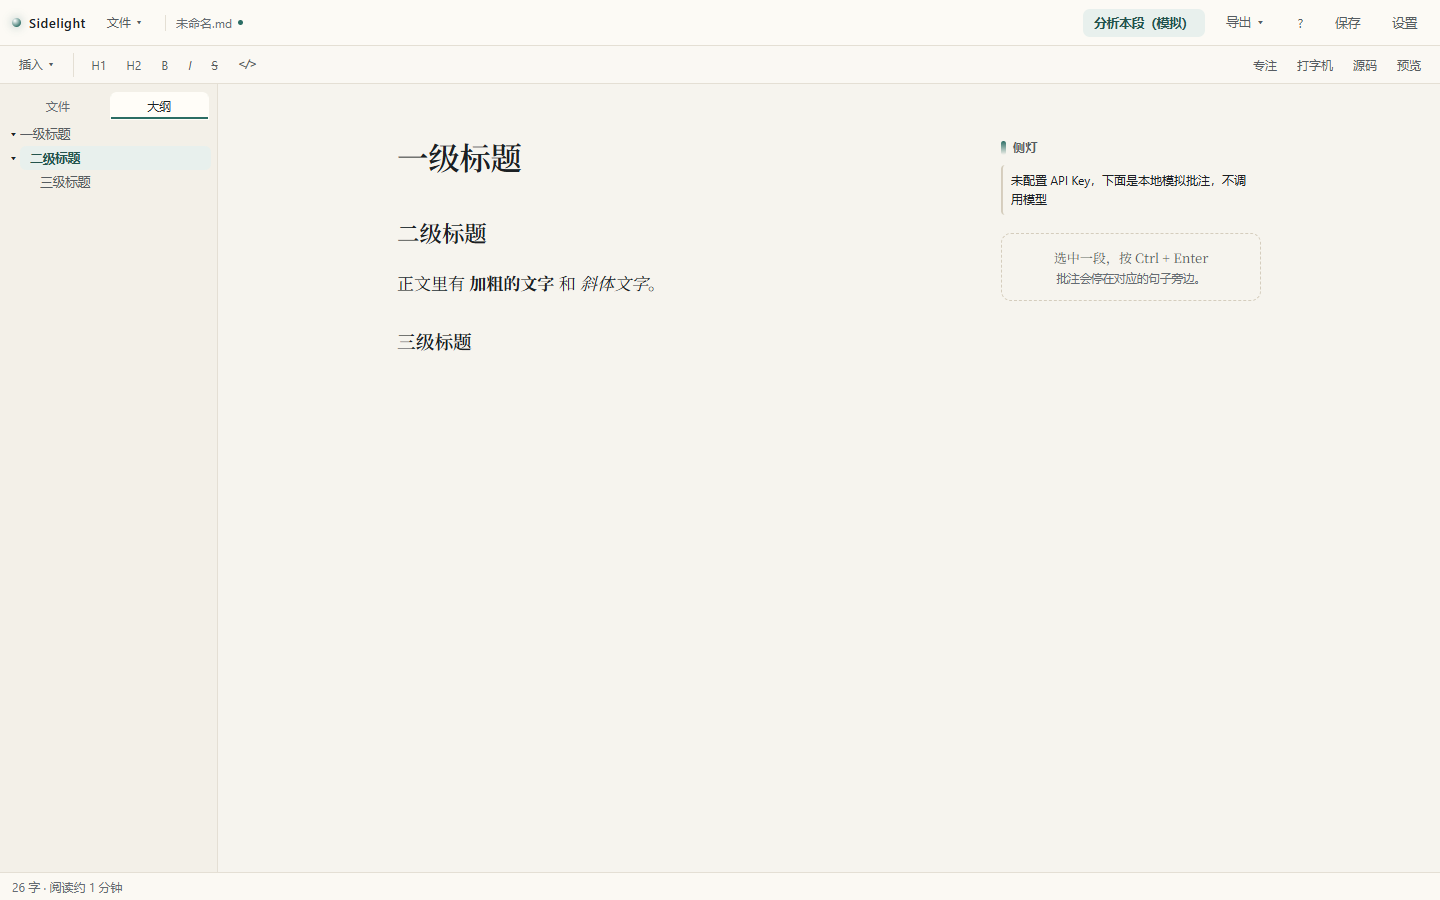 Sidelight 文件 未命名.md 分析本段（模拟） 导出 ? 保存 设置
插入 H1 H2 B I S </> 专注 打字机 源码 预览
文件 大纲
一级标题
二级标题
三级标题
一级标题
二级标题
正文里有 加粗的文字 和 斜体文字。
三级标题
侧灯
未配置 API Key，下面是本地模拟批注，不调
用模型
选中一段，按 Ctrl + Enter
批注会停在对应的句子旁边。
26 字 · 阅读约 1 分钟